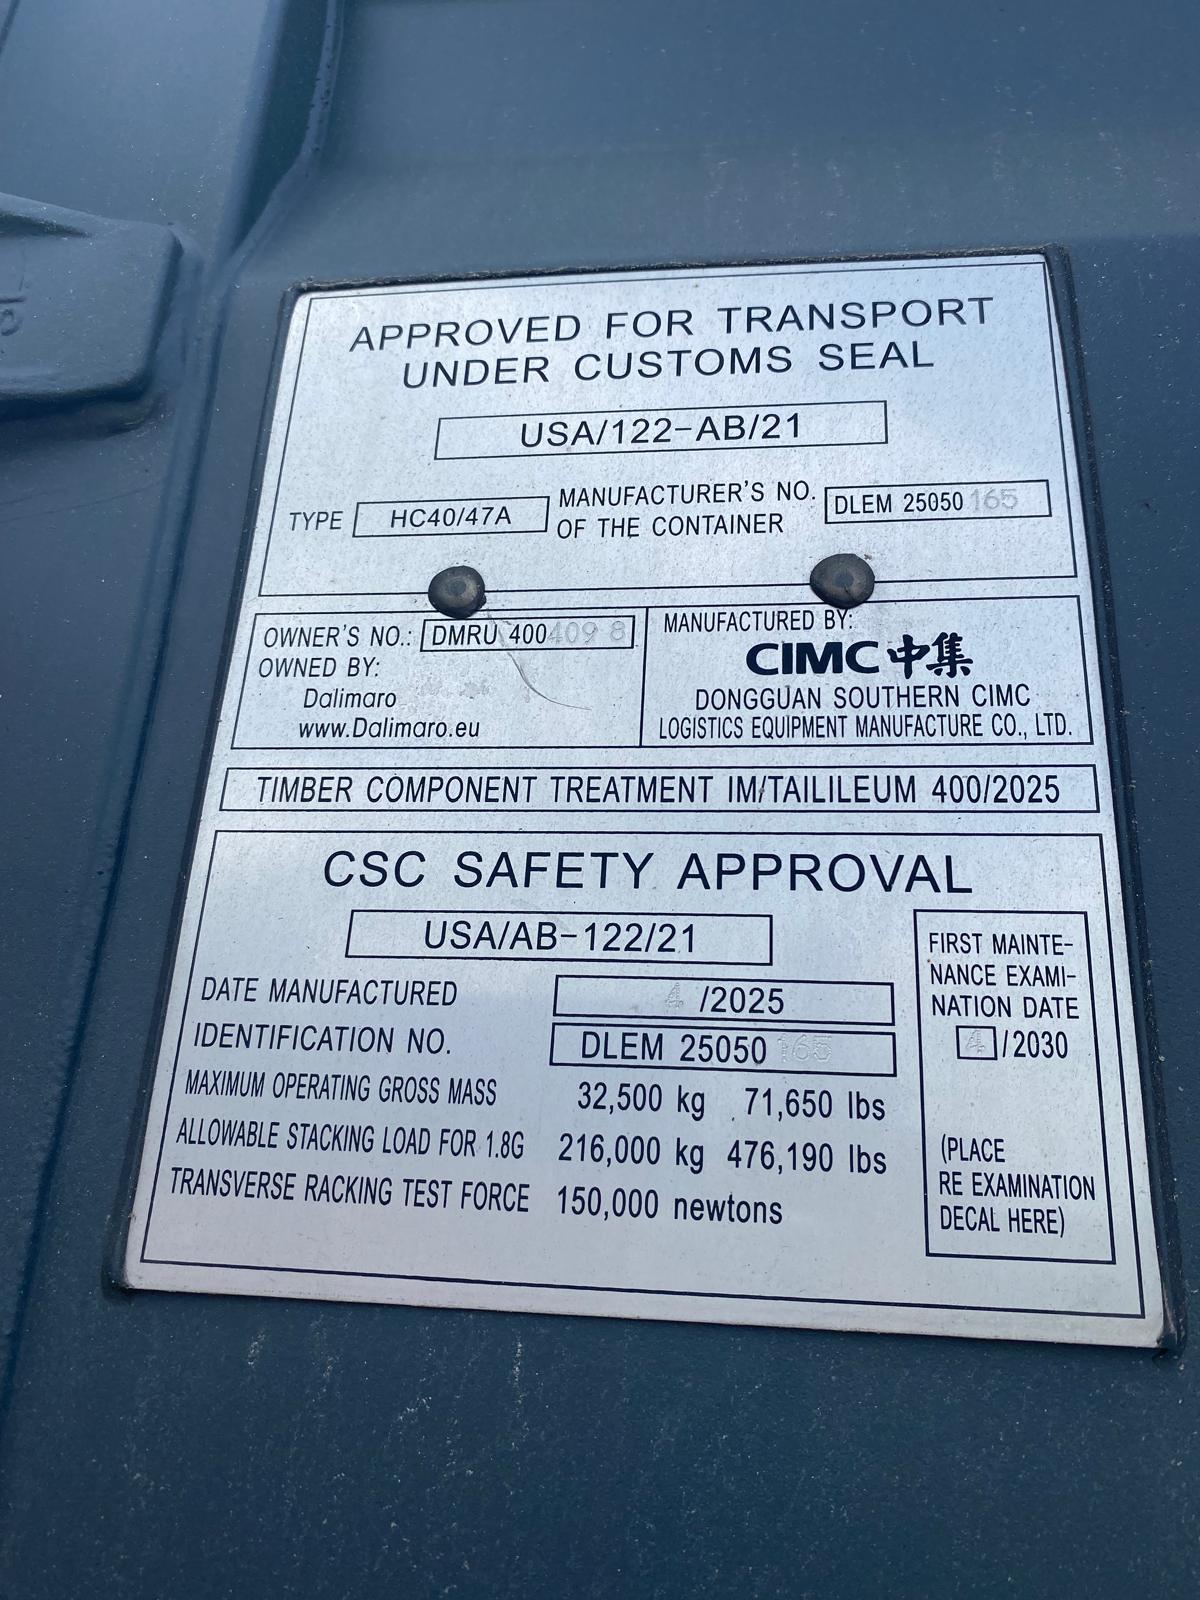 APPROVED FOR TRANSPORT
UNDER CUSTOMS SEAL
USA/122-AB/21
TYPE HC40/47A MANUFACTURER'S NO. OF THE CONTAINER DLEM 25050165
OWNER'S NO.: DMRU 400409 8
OWNED BY:
Dalimaro
www.Dalimaro.eu
MANUFACTURED BY:
CIMC 中集
DONGGUAN SOUTHERN CIMC
LOGISTICS EQUIPMENT MANUFACTURE CO., LTD.
TIMBER COMPONENT TREATMENT IM/TAILILEUM 400/2025
CSC SAFETY APPROVAL
USA/AB-122/21
DATE MANUFACTURED 4 /2025
IDENTIFICATION NO. DLEM 25050165
MAXIMUM OPERATING GROSS MASS 32,500 kg 71,650 lbs
ALLOWABLE STACKING LOAD FOR 1.8G 216,000 kg 476,190 lbs
TRANSVERSE RACKING TEST FORCE 150,000 newtons
FIRST MAINTE-
NANCE EXAMI-
NATION DATE
4/2030
(PLACE
RE EXAMINATION
DECAL HERE)